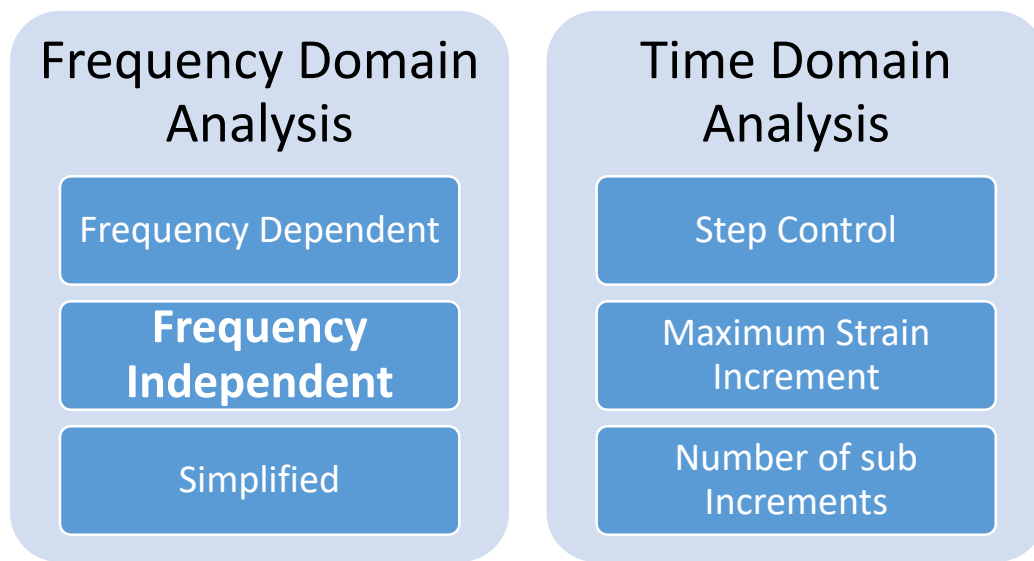 Frequency Domain
Analysis
Frequency Dependent
Frequency
Independent
Simplified
Time Domain
Analysis
Step Control
Maximum Strain
Increment
Number of sub
Increments